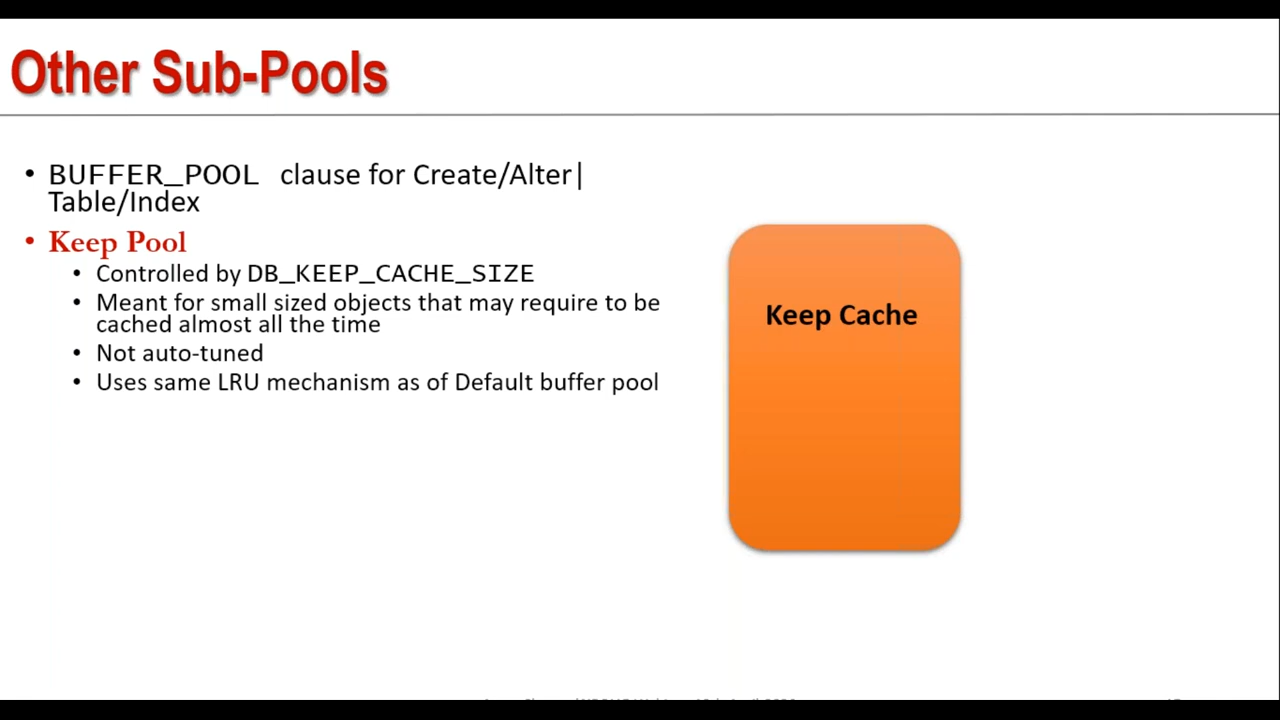 Other Sub-Pools
• BUFFER_POOL clause for Create/Alter|
Table/Index
• Keep Pool
• Controlled by DB_KEEP_CACHE_SIZE
• Meant for small sized objects that may require to be
cached almost all the time
• Not auto-tuned
• Uses same LRU mechanism as of Default buffer pool
Keep Cache